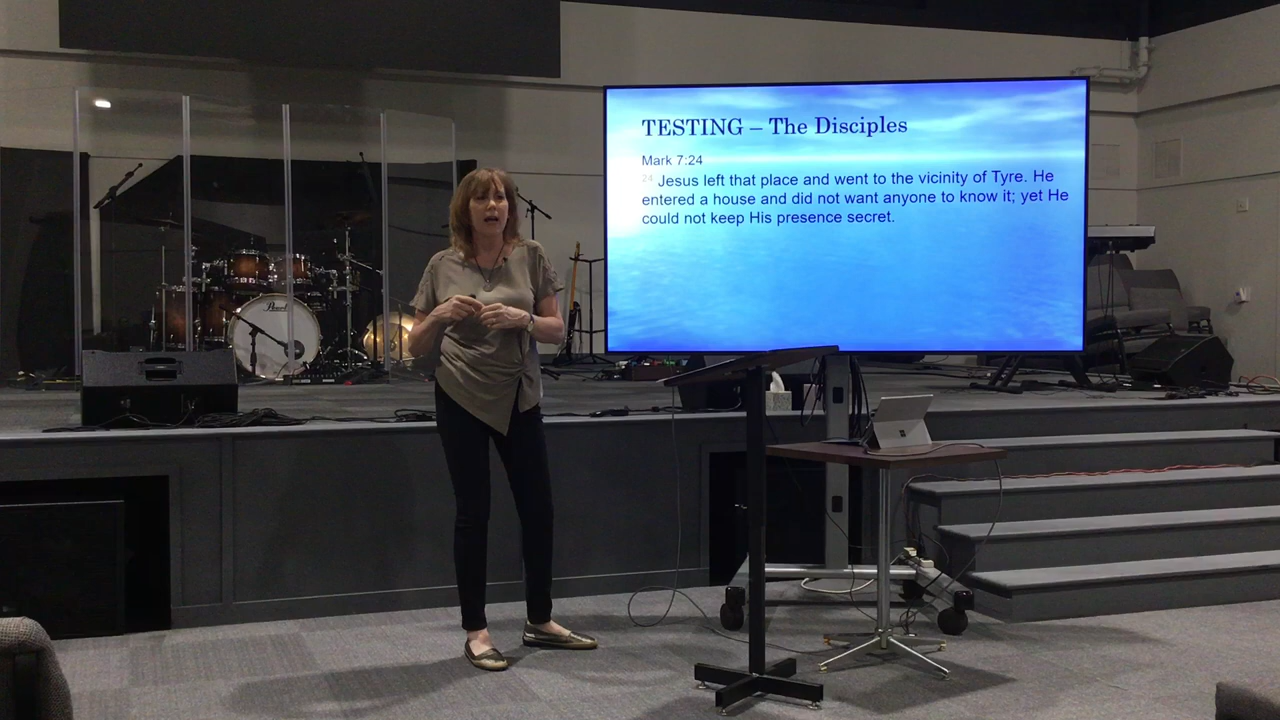 TESTING – The Disciples
Mark 7:24
24 Jesus left that place and went to the vicinity of Tyre. He
entered a house and did not want anyone to know it; yet He
could not keep His presence secret.
Pearl